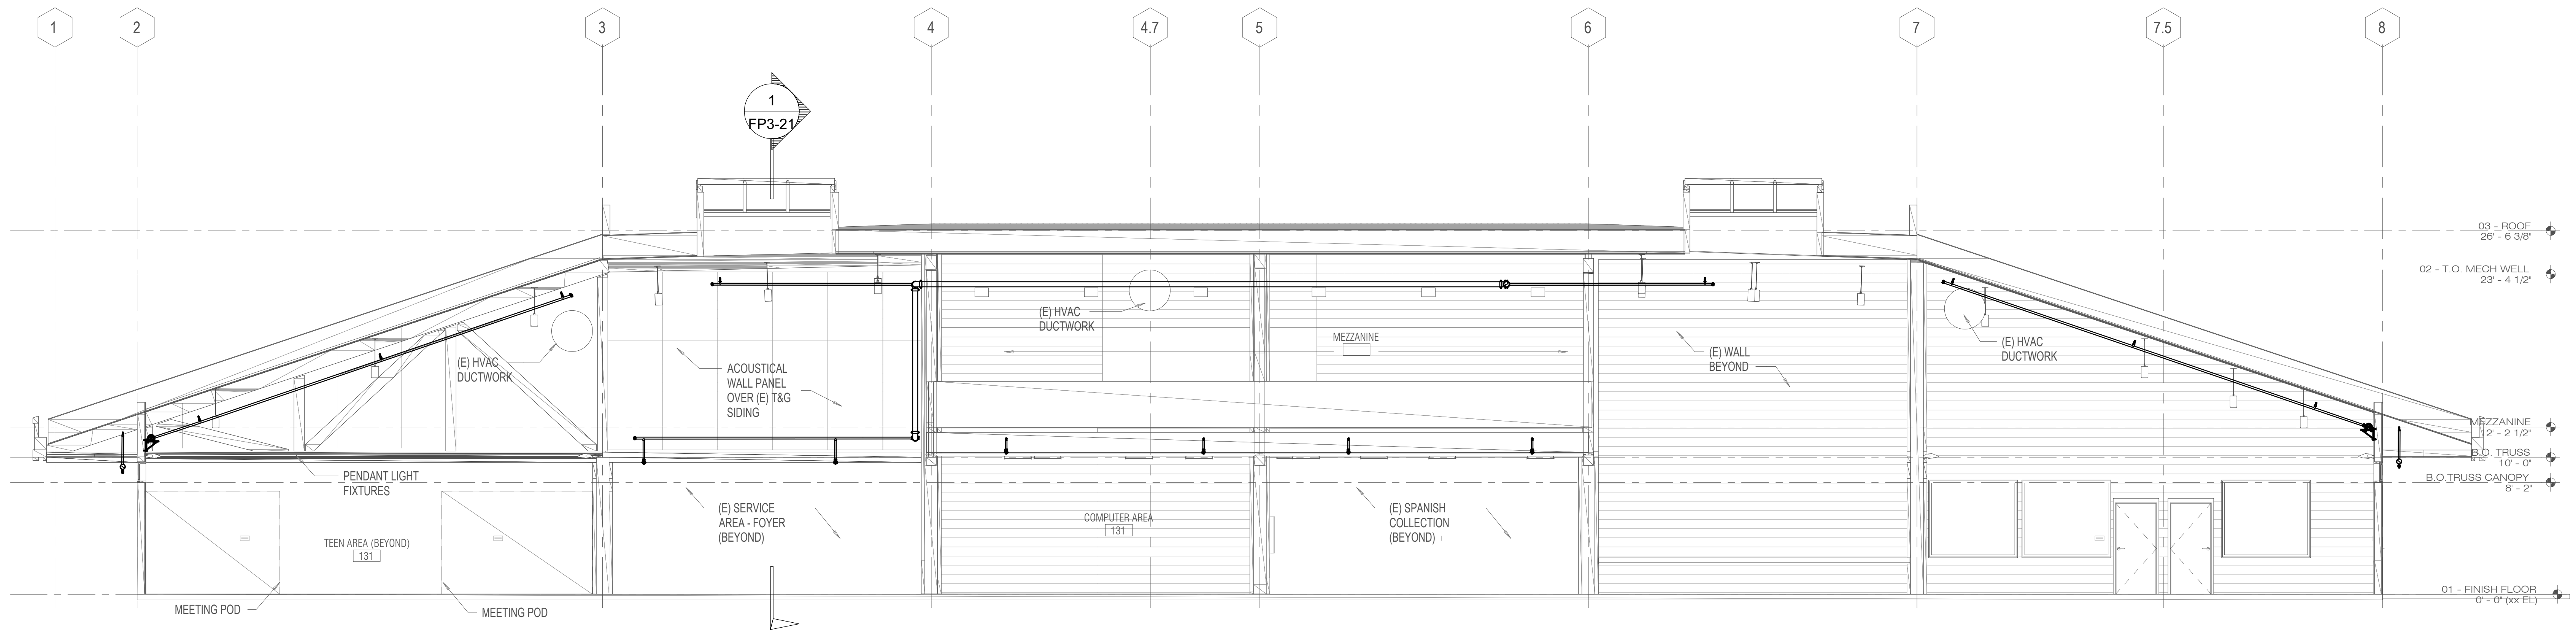 1
2
3
4
4.7
5
6
7
7.5
8
1
FP3-21
03 - ROOF
26' - 6 3/8"
02 - T.O. MECH WELL
23' - 4 1/2"
(E) HVAC
DUCTWORK
MEZZANINE
(E) HVAC
DUCTWORK
ACOUSTICAL
WALL PANEL
OVER (E) T&G
SIDING
(E) WALL
BEYOND
(E) HVAC
DUCTWORK
MEZZANINE
12' - 2 1/2"
B.O. TRUSS
10' - 0"
B.O.TRUSS CANOPY
8' - 2"
PENDANT LIGHT
FIXTURES
(E) SERVICE
AREA - FOYER
(BEYOND)
COMPUTER AREA
131
(E) SPANISH
COLLECTION
(BEYOND)
TEEN AREA (BEYOND)
131
01 - FINISH FLOOR
0' - 0" (xx EL)
MEETING POD
MEETING POD